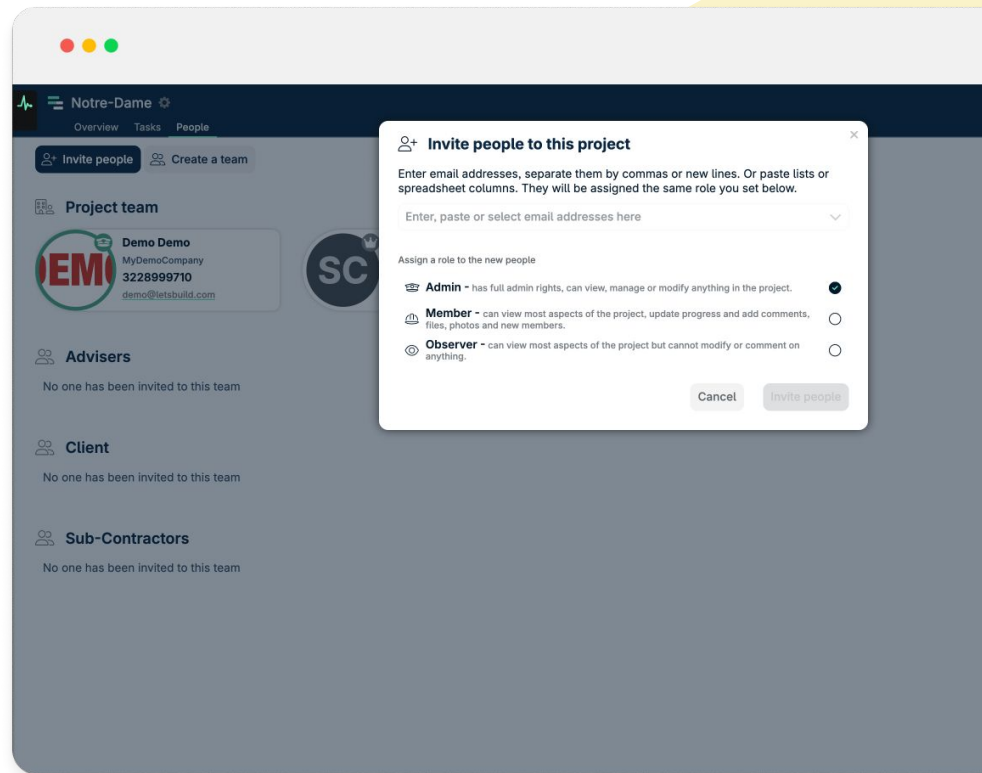 Notre-Dame
Overview Tasks People
Invite people Create a team
Project team
DEM
Demo Demo
MyDemoCompany
3228999710
demo@letsbuild.com
SC
Advisers
No one has been invited to this team
Client
No one has been invited to this team
Sub-Contractors
No one has been invited to this team
Invite people to this project
Enter email addresses, separate them by commas or new lines. Or paste lists or
spreadsheet columns. They will be assigned the same role you set below.
Enter, paste or select email addresses here
Assign a role to the new people
Admin - has full admin rights, can view, manage or modify anything in the project.
Member - can view most aspects of the project, update progress and add comments,
files, photos and new members.
Observer - can view most aspects of the project but cannot modify or comment on
anything.
Cancel Invite people